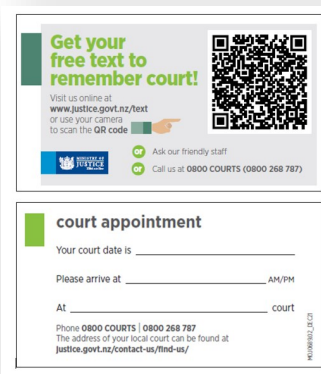 Get your
free text to
remember court!
Visit us online at
www.justice.govt.nz/text
or use your camera
to scan the QR code
MINISTRY OF
JUSTICE
or Ask our friendly staff
or Call us at 0800 COURTS (0800 268 787)
court appointment
Your court date is
Please arrive at AM/PM
At court
Phone 0800 COURTS | 0800 268 787
The address of your local court can be found at
justice.govt.nz/contact-us/find-us/